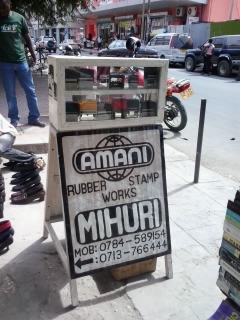 AMANI
RUBBER STAMP
WORKS
MIHURI
MOB: 0784-589154
0713-766444